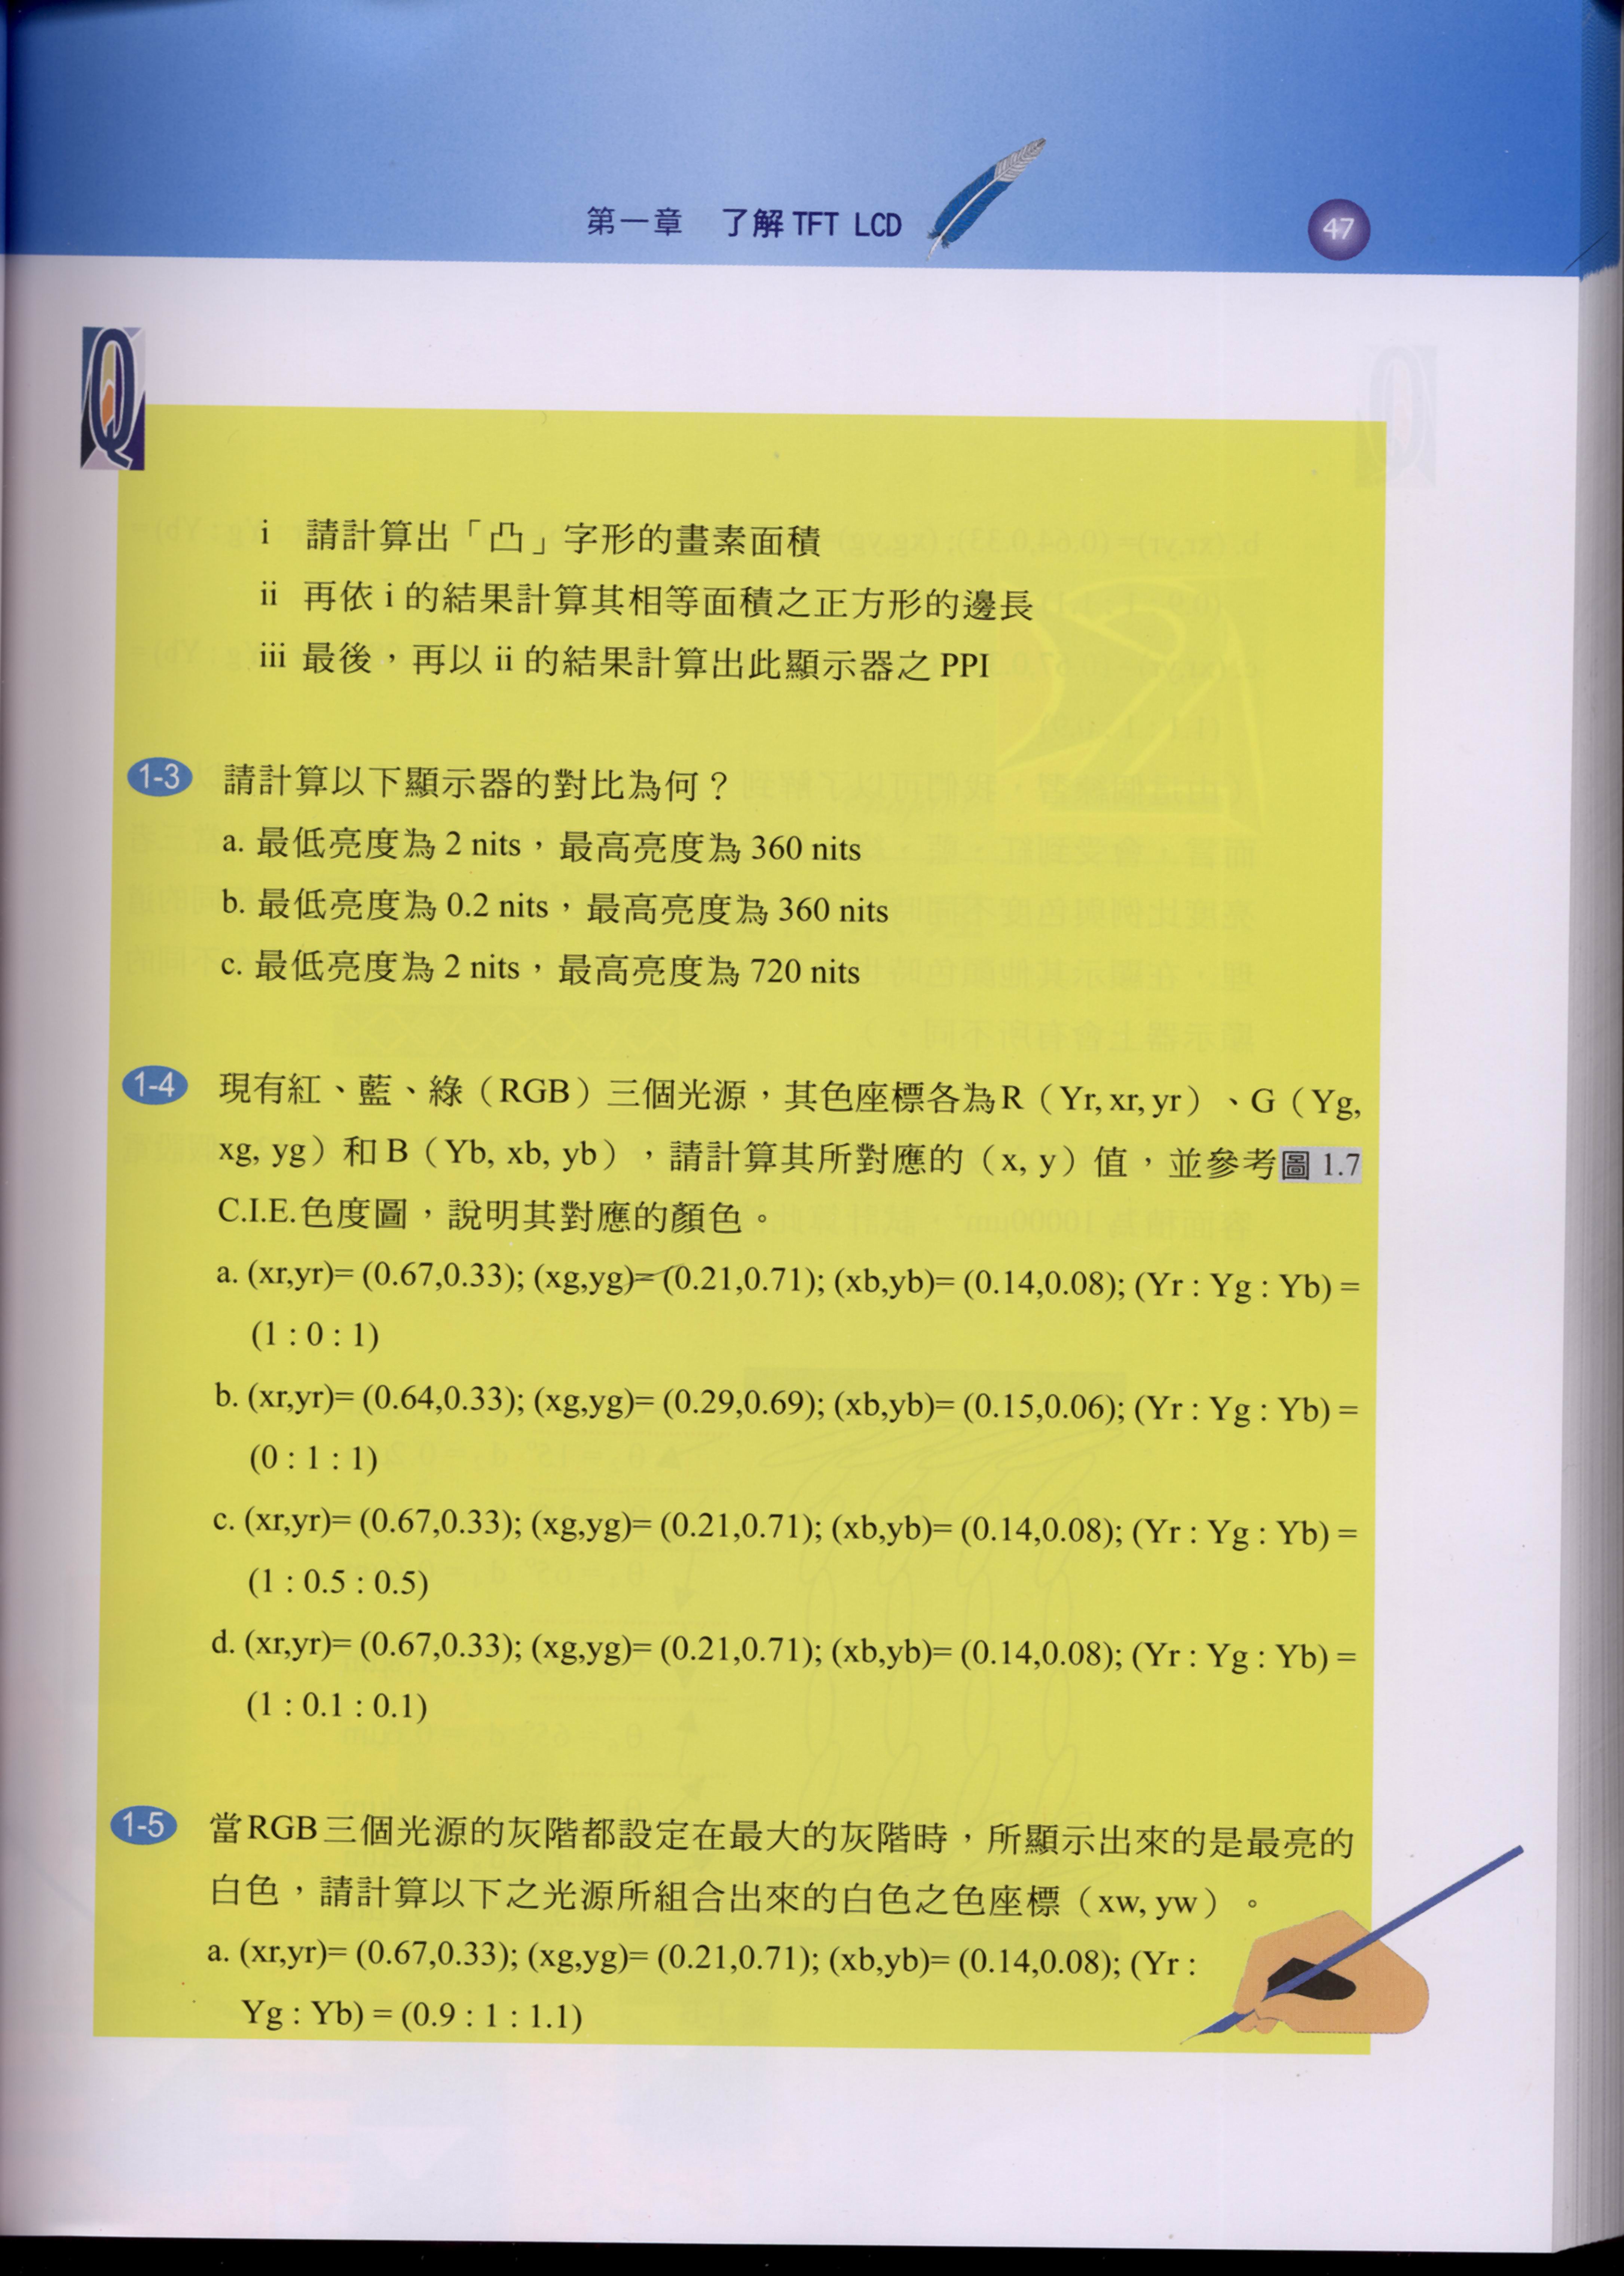 第一章 了解 TFT LCD
47
Q
i 請計算出「凸」字形的畫素面積
ii 再依 i 的結果計算其相等面積之正方形的邊長
iii 最後，再以 ii 的結果計算出此顯示器之 PPI
1-3 請計算以下顯示器的對比為何？
a. 最低亮度為 2 nits，最高亮度為 360 nits
b. 最低亮度為 0.2 nits，最高亮度為 360 nits
c. 最低亮度為 2 nits，最高亮度為 720 nits
1-4 現有紅、藍、綠（RGB）三個光源，其色座標各為R（Yr, xr, yr）、G（Yg,
xg, yg）和B（Yb, xb, yb），請計算其所對應的（x, y）值，並參考圖 1.7
C.I.E.色度圖，說明其對應的顏色。
a. (xr,yr)= (0.67,0.33); (xg,yg)= (0.21,0.71); (xb,yb)= (0.14,0.08); (Yr : Yg : Yb) =
(1 : 0 : 1)
b. (xr,yr)= (0.64,0.33); (xg,yg)= (0.29,0.69); (xb,yb)= (0.15,0.06); (Yr : Yg : Yb) =
(0 : 1 : 1)
c. (xr,yr)= (0.67,0.33); (xg,yg)= (0.21,0.71); (xb,yb)= (0.14,0.08); (Yr : Yg : Yb) =
(1 : 0.5 : 0.5)
d. (xr,yr)= (0.67,0.33); (xg,yg)= (0.21,0.71); (xb,yb)= (0.14,0.08); (Yr : Yg : Yb) =
(1 : 0.1 : 0.1)
1-5 當RGB三個光源的灰階都設定在最大的灰階時，所顯示出來的是最亮的
白色，請計算以下之光源所組合出來的白色之色座標（xw, yw）。
a. (xr,yr)= (0.67,0.33); (xg,yg)= (0.21,0.71); (xb,yb)= (0.14,0.08); (Yr :
Yg : Yb) = (0.9 : 1 : 1.1)